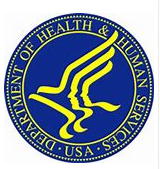 DEPARTMENT OF HEALTH & HUMAN SERVICES
· USA ·